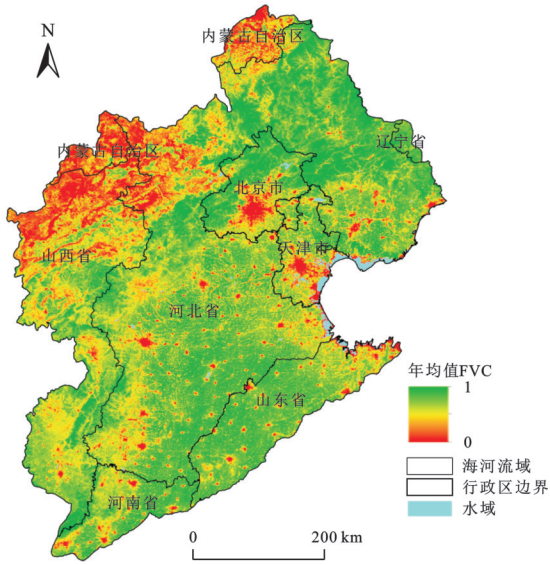 N
内蒙古自治区
内蒙古自治区
辽宁省
北京市
天津市
山西省
河北省
山东省
河南省
年均值FVC
1
0
海河流域
行政区边界
水域
0
200 km